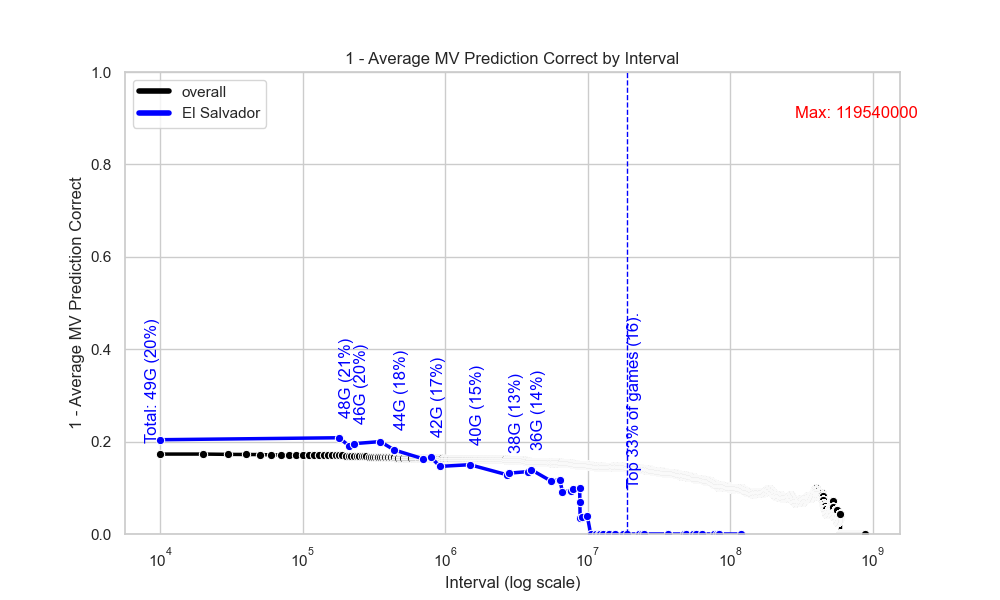 1 - Average MV Prediction Correct by Interval
overall
El Salvador
Max: 119540000
1 - Average MV Prediction Correct
1.0
0.8
0.6
0.4
0.2
0.0
Total: 49G (20%)
48G (21%)
46G (20%)
44G (18%)
42G (17%)
40G (15%)
38G (13%)
36G (14%)
Top 33% of games (16).
10^4
10^5
10^6
10^7
10^8
10^9
Interval (log scale)